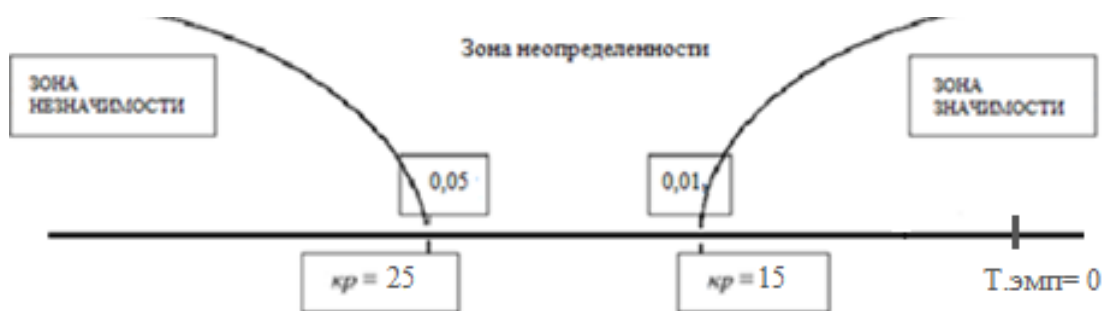 Зона неопределенности
ЗОНА
НЕЗНАЧИМОСТИ
ЗОНА
ЗНАЧИМОСТИ
0,05
0,01,
кр = 25
кр = 15
Т.эмп= 0